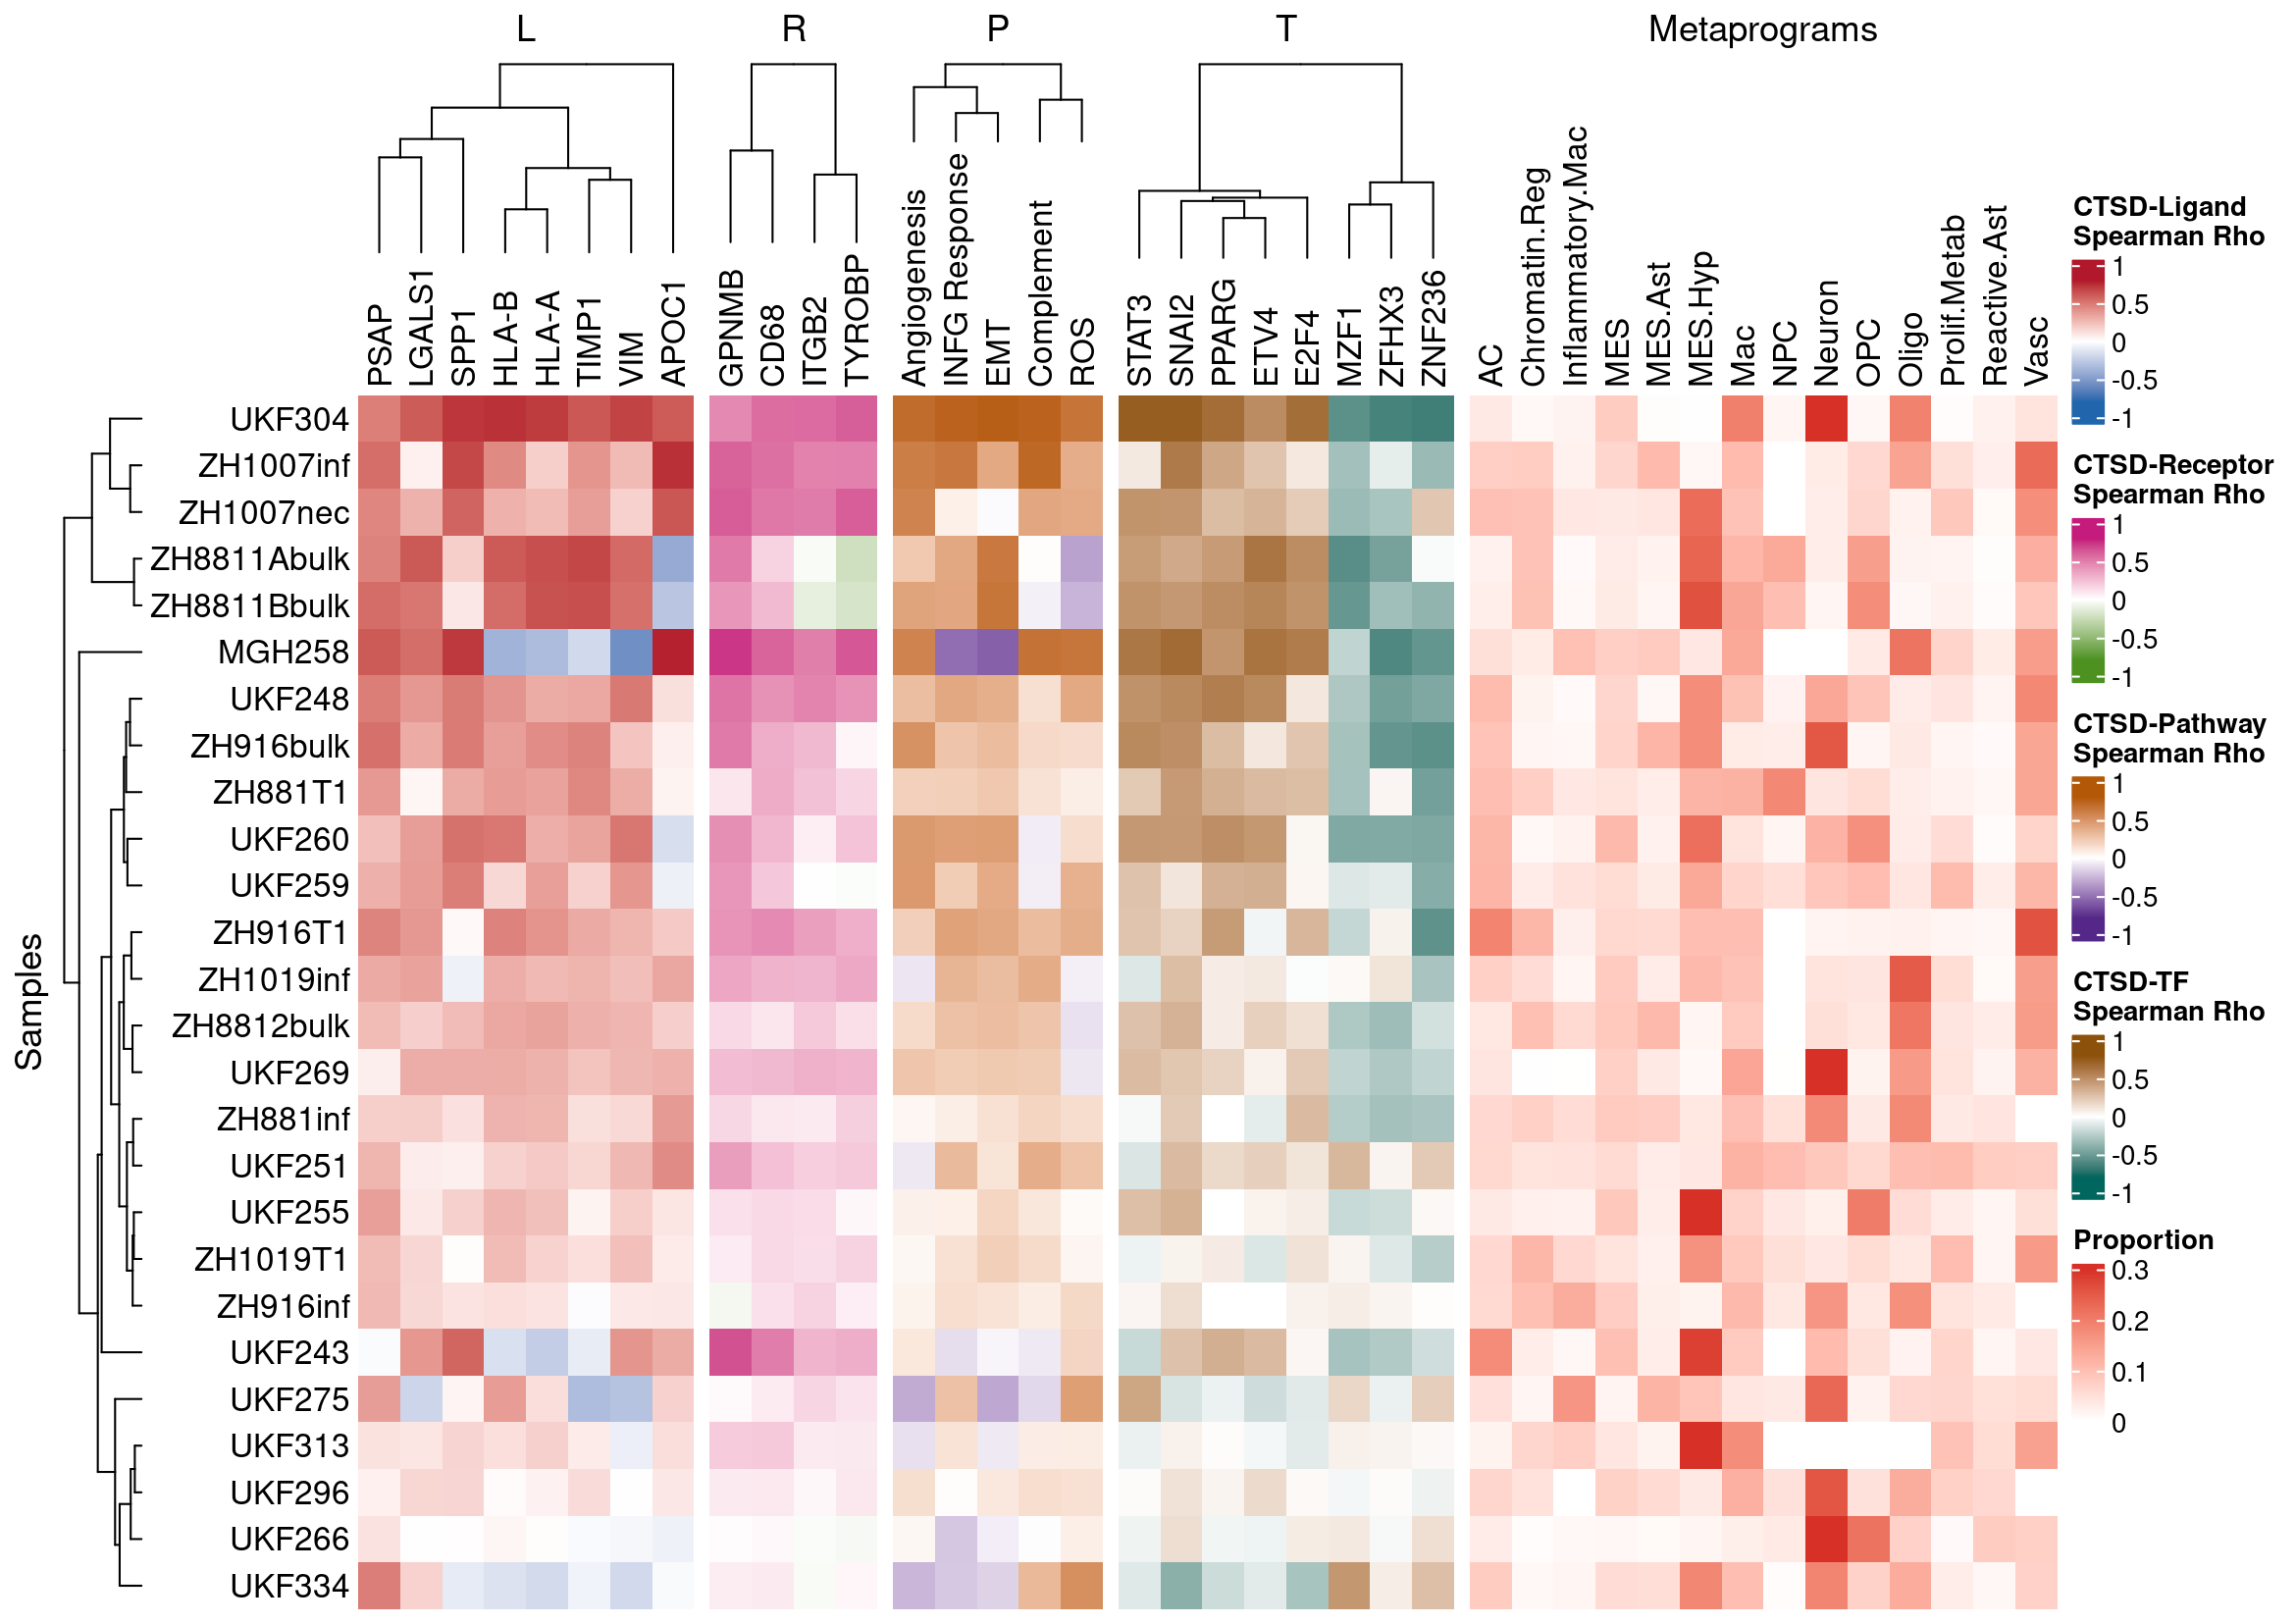 L
R
P
T
Metaprograms
PSAP
LGALS1
SPP1
HLA-B
HLA-A
TIMP1
VIM
APOC1
GPNMB
CD68
ITGB2
TYROBP
Angiogenesis
INFG Response
EMT
Complement
ROS
STAT3
SNAI2
PPARG
ETV4
E2F4
MZF1
ZFHX3
ZNF236
AC
Chromatin.Reg
Inflammatory.Mac
MES
MES.Ast
MES.Hyp
Mac
NPC
Neuron
OPC
Oligo
Prolif.Metab
Reactive.Ast
Vasc
Samples
UKF304
ZH1007inf
ZH1007nec
ZH8811Abulk
ZH8811Bbulk
MGH258
UKF248
ZH916bulk
ZH881T1
UKF260
UKF259
ZH916T1
ZH1019inf
ZH8812bulk
UKF269
ZH881inf
UKF251
UKF255
ZH1019T1
ZH916inf
UKF243
UKF275
UKF313
UKF296
UKF266
UKF334
CTSD-Ligand
Spearman Rho
1
0.5
0
-0.5
-1
CTSD-Receptor
Spearman Rho
1
0.5
0
-0.5
-1
CTSD-Pathway
Spearman Rho
1
0.5
0
-0.5
-1
CTSD-TF
Spearman Rho
1
0.5
0
-0.5
-1
Proportion
0.3
0.2
0.1
0